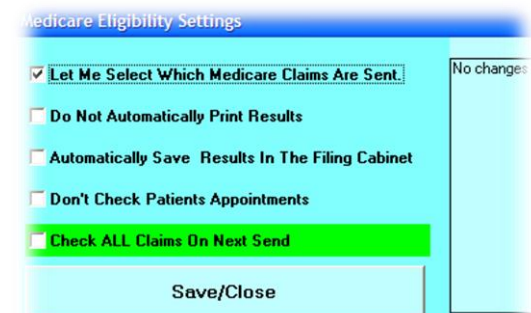 Medicare Eligibility Settings
Let Me Select Which Medicare Claims Are Sent.
No changes
Do Not Automatically Print Results
Automatically Save Results In The Filing Cabinet
Don't Check Patients Appointments
Check ALL Claims On Next Send
Save/Close